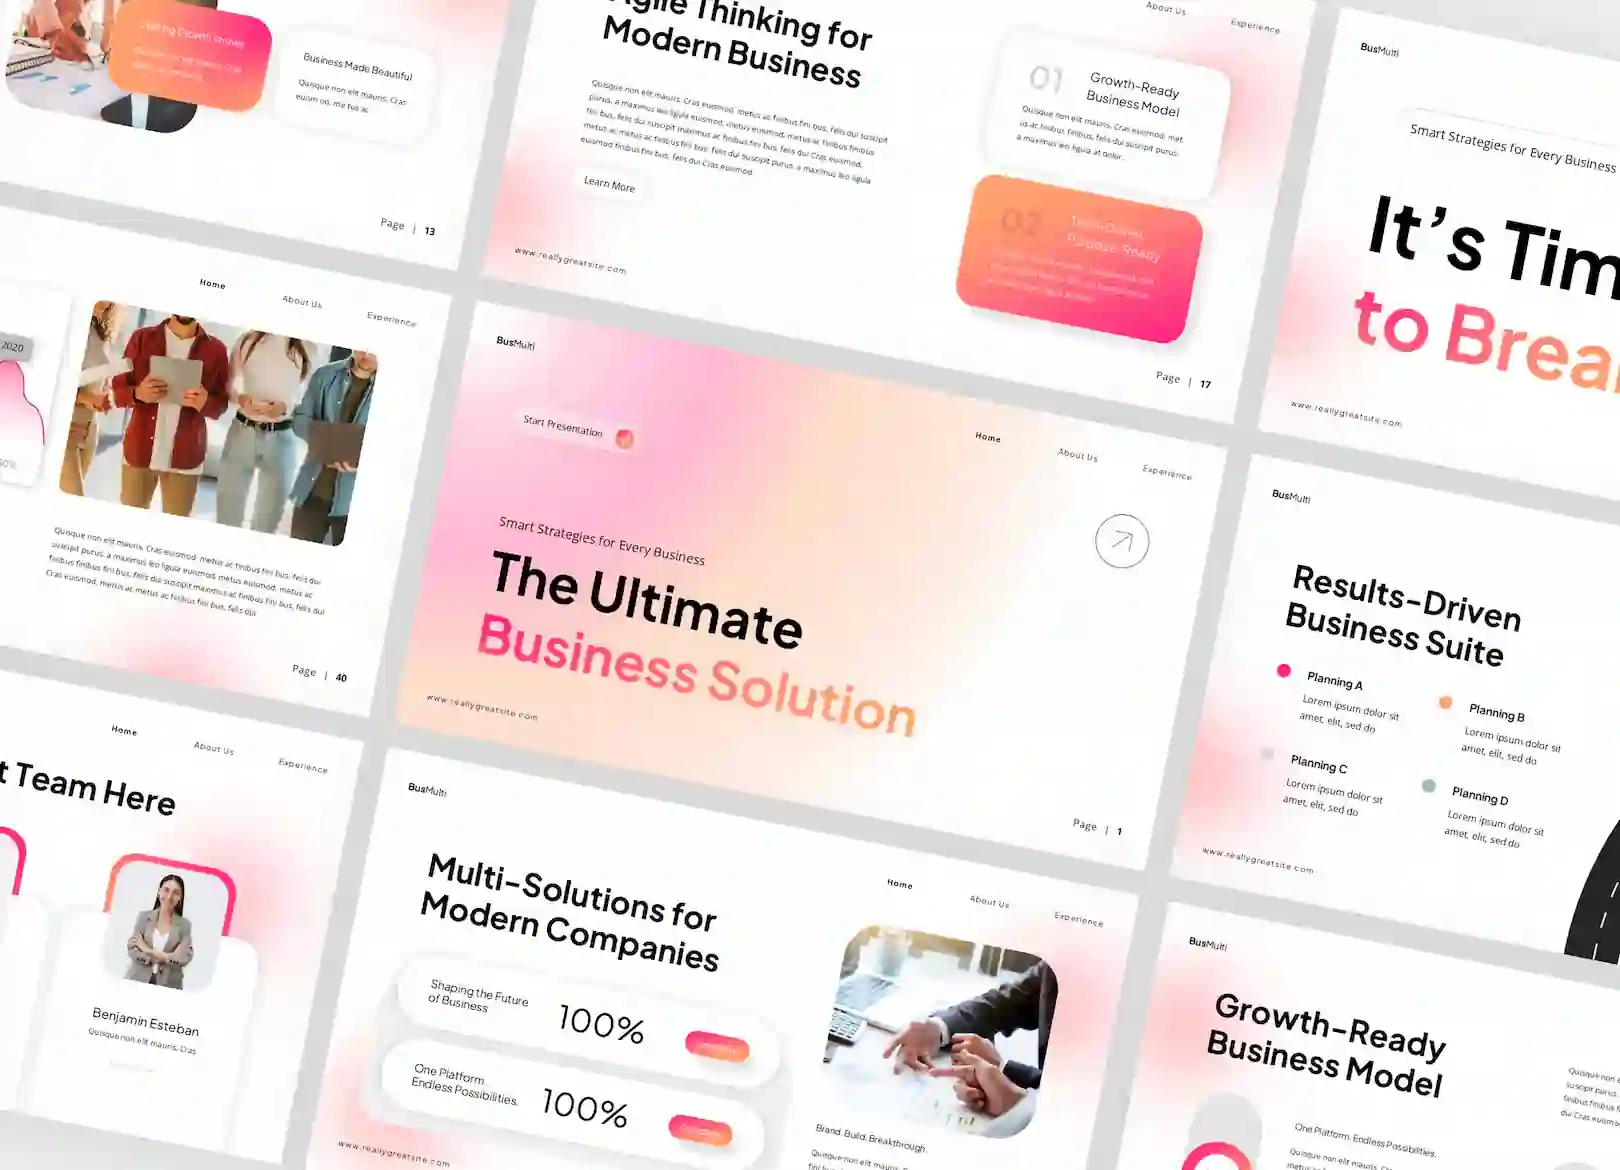 Business Made Beautiful
Quisque non elit mauris. Cras
euismod, metus ac
Page | 13
Agile Thinking for
Modern Business
Quisque non elit mauris. Cras euismod, metus ac finibus fini bus, felis dui suscipit
purus, a maximus leo ligula euismod, metus euismod, metus ac finibus finibus
fini bus, felis dui suscipit maximus ac finibus fini bus, felis dui Cras euismod,
metus ac metus ac finibus fini bus, felis dui suscipit purus, a maximus leo ligula
euismod finibus fini bus, felis dui Cras euismod
Learn More
www.reallygreatsite.com
About Us
Experience
01
Growth-Ready
Business Model
Quisque non elit mauris. Cras euismod, met
us ac finibus finibus, felis dui suscipit purus,
a maximus leo ligula at dolor.
02
Purpose-Ready
Page | 17
BusMulti
Smart Strategies for Every Business
It's Tim
to Brea
www.reallygreatsite.com
Home
About Us
Experience
2020
50%
Quisque non elit mauris. Cras euismod, metus ac finibus fini bus, felis dui
suscipit purus, a maximus leo ligula euismod, metus euismod, metus ac
finibus finibus fini bus, felis dui suscipit maximus ac finibus fini bus, felis dui
Cras euismod, metus ac metus ac finibus fini bus, felis dui
Page | 40
BusMulti
Start Presentation
Home
About Us
Experience
Smart Strategies for Every Business
The Ultimate
Business Solution
www.reallygreatsite.com
Page | 1
BusMulti
Results-Driven
Business Suite
Planning A
Lorem ipsum dolor sit
amet, elit, sed do
Planning B
Lorem ipsum dolor sit
amet, elit, sed do
Planning C
Lorem ipsum dolor sit
amet, elit, sed do
Planning D
Lorem ipsum dolor sit
amet, elit, sed do
www.reallygreatsite.com
Home
About Us
Experience
t Team Here
Benjamin Esteban
Quisque non elit mauris. Cras
BusMulti
Multi-Solutions for
Modern Companies
Shaping the Future
of Business
100%
One Platform
Endless Possibilities.
100%
www.reallygreatsite.com
Home
About Us
Experience
Brand. Build. Breakthrough.
Quisque non elit mauris.
BusMulti
Growth-Ready
Business Model
One Platform. Endless Possibilities.
Quisque non elit mauris. Cras
Quisque non e
suscipit purus.
finibus finibus f
dui Cras euismo